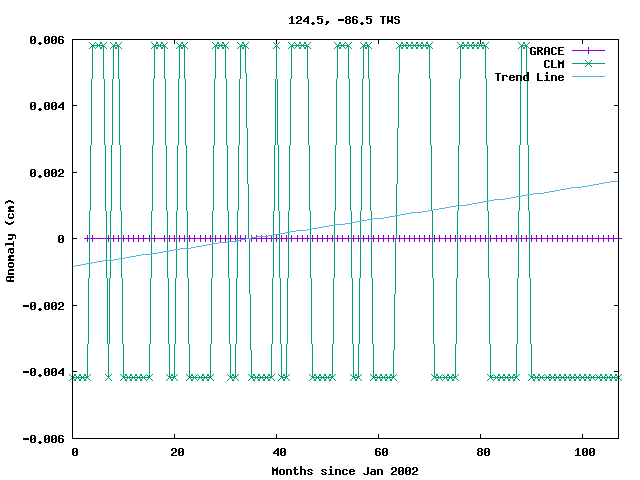 124.5, -86.5 TWS
GRACE
CLM
Trend Line
0.006
0.004
0.002
0
-0.002
-0.004
-0.006
Anomaly (cm)
0 20 40 60 80 100
Months since Jan 2002